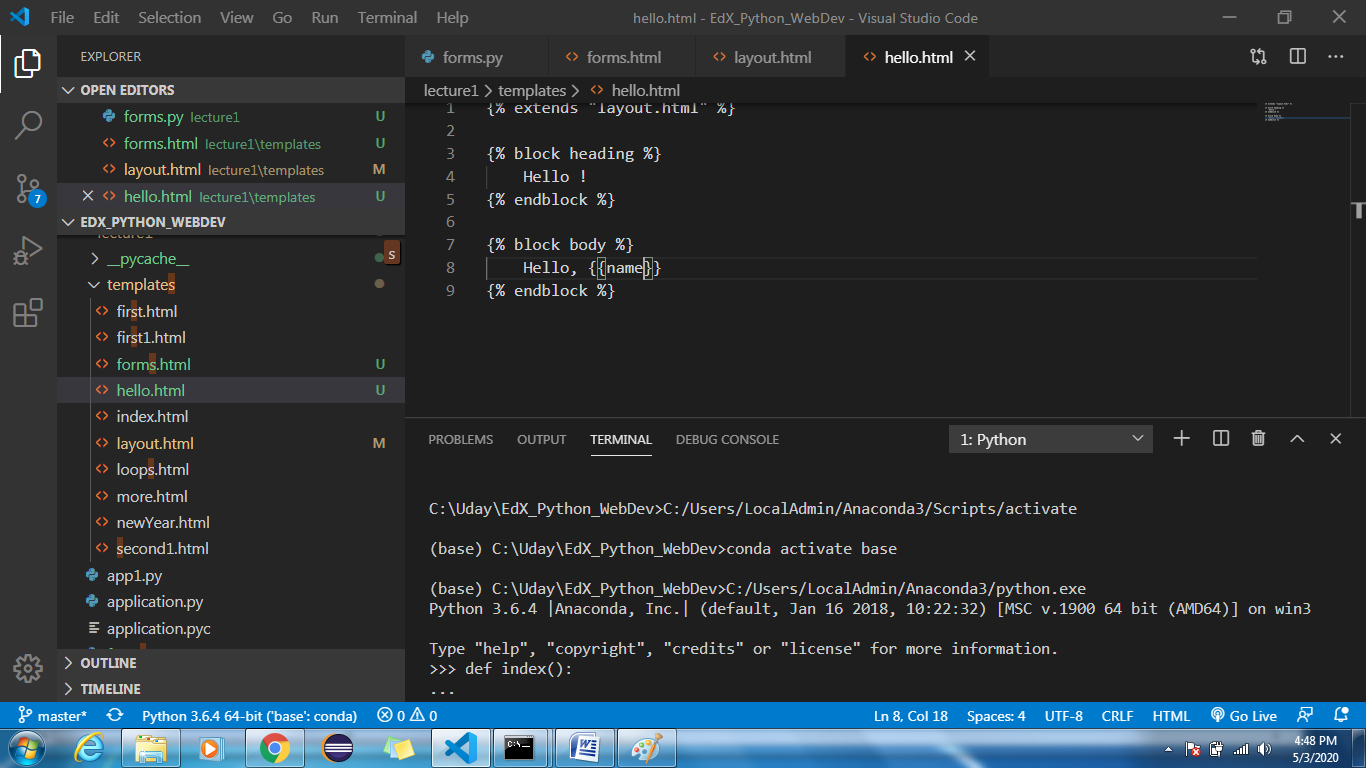 File Edit Selection View Go Run Terminal Help hello.html - EdX_Python_WebDev - Visual Studio Code
EXPLORER
OPEN EDITORS
forms.py lecture1 U
forms.html lecture1\templates U
layout.html lecture1\templates M
hello.html lecture1\templates U
EDX_PYTHON_WEBDEV
lecture1
__pycache__
S
templates
first.html
first1.html
forms.html U
hello.html U
index.html
layout.html M
loops.html
more.html
newYear.html
second1.html
app1.py
application.py
application.pyc
OUTLINE
TIMELINE
7
forms.py forms.html layout.html hello.html
lecture1 > templates > hello.html
1 {% extends "layout.html" %}
2
3 {% block heading %}
4 Hello !
5 {% endblock %}
6
7 {% block body %}
8 Hello, {{name}}
9 {% endblock %}
PROBLEMS OUTPUT TERMINAL DEBUG CONSOLE 1: Python
C:\Uday\EdX_Python_WebDev>C:/Users/LocalAdmin/Anaconda3/Scripts/activate
(base) C:\Uday\EdX_Python_WebDev>conda activate base
(base) C:\Uday\EdX_Python_WebDev>C:/Users/LocalAdmin/Anaconda3/python.exe
Python 3.6.4 |Anaconda, Inc.| (default, Jan 16 2018, 10:22:32) [MSC v.1900 64 bit (AMD64)] on win3
Type "help", "copyright", "credits" or "license" for more information.
>>> def index():
...
master* Python 3.6.4 64-bit ('base': conda) 0 0 Ln 8, Col 18 Spaces: 4 UTF-8 CRLF HTML Go Live
4:48 PM
5/3/2020